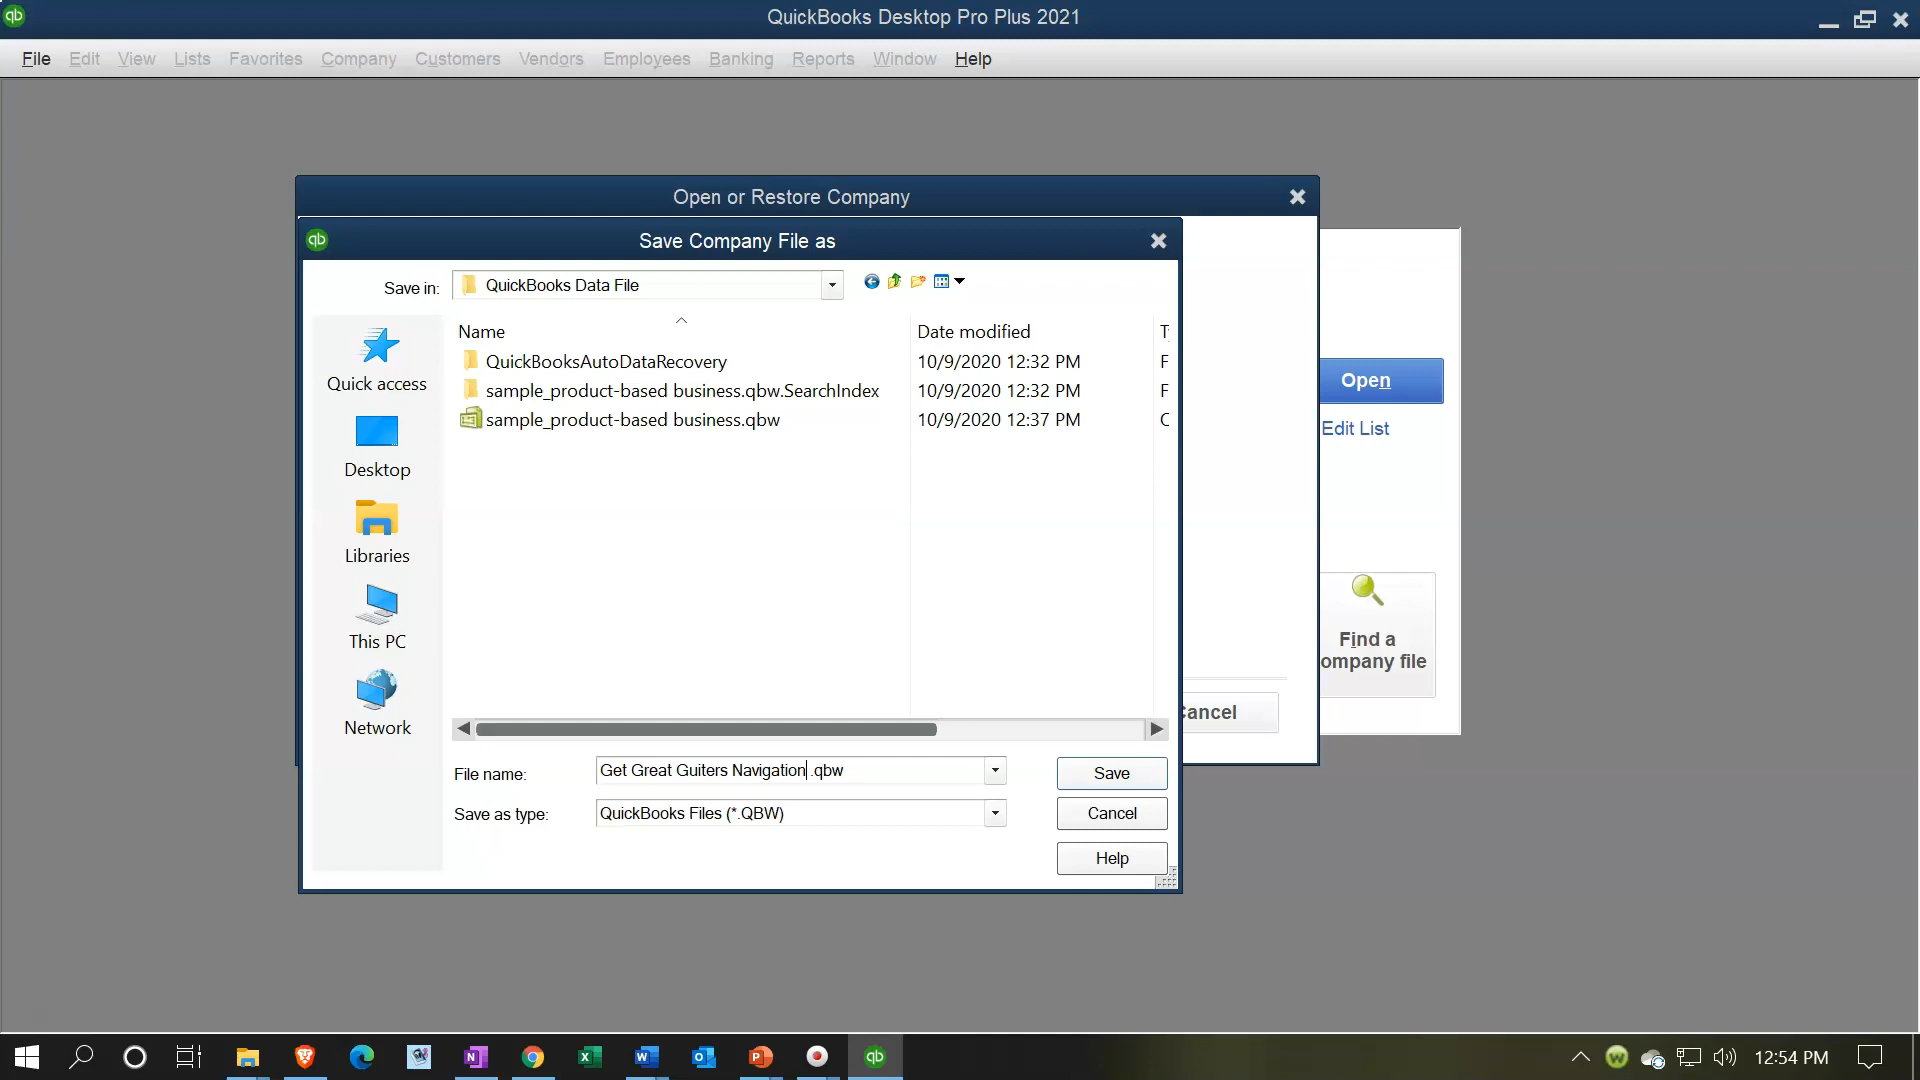 qb
QuickBooks Desktop Pro Plus 2021
File Edit View Lists Favorites Company Customers Vendors Employees Banking Reports Window Help
Open or Restore Company
qb
Save Company File as
Save in: QuickBooks Data File
Name Date modified T
QuickBooksAutoDataRecovery 10/9/2020 12:32 PM F
sample_product-based business.qbw.SearchIndex 10/9/2020 12:32 PM F
sample_product-based business.qbw 10/9/2020 12:37 PM C
Quick access
Desktop
Libraries
This PC
Network
File name: Get Great Guiters Navigation .qbw
Save as type: QuickBooks Files (*.QBW)
Save
Cancel
Help
Open
Edit List
Find a
ompany file
Cancel
N X W O P qb W 12:54 PM